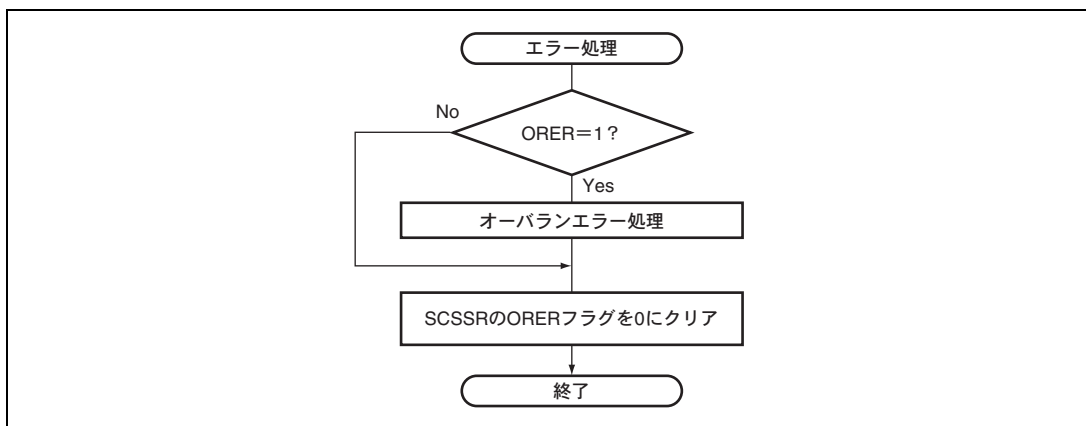 エラー処理
No
ORER＝1？
Yes
オーバランエラー処理
SCSSRのORERフラグを0にクリア
終了